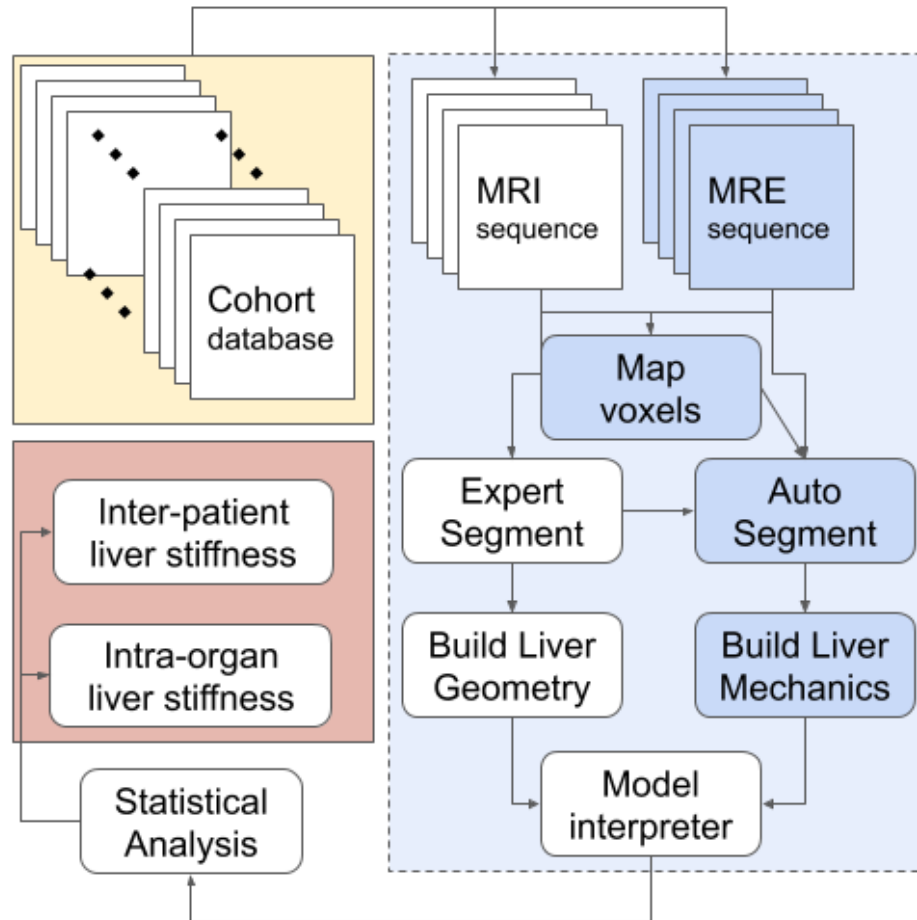 Cohort
database
MRI
sequence
MRE
sequence
Map
voxels
Expert
Segment
Auto
Segment
Build Liver
Geometry
Build Liver
Mechanics
Model
interpreter
Inter-patient
liver stiffness
Intra-organ
liver stiffness
Statistical
Analysis